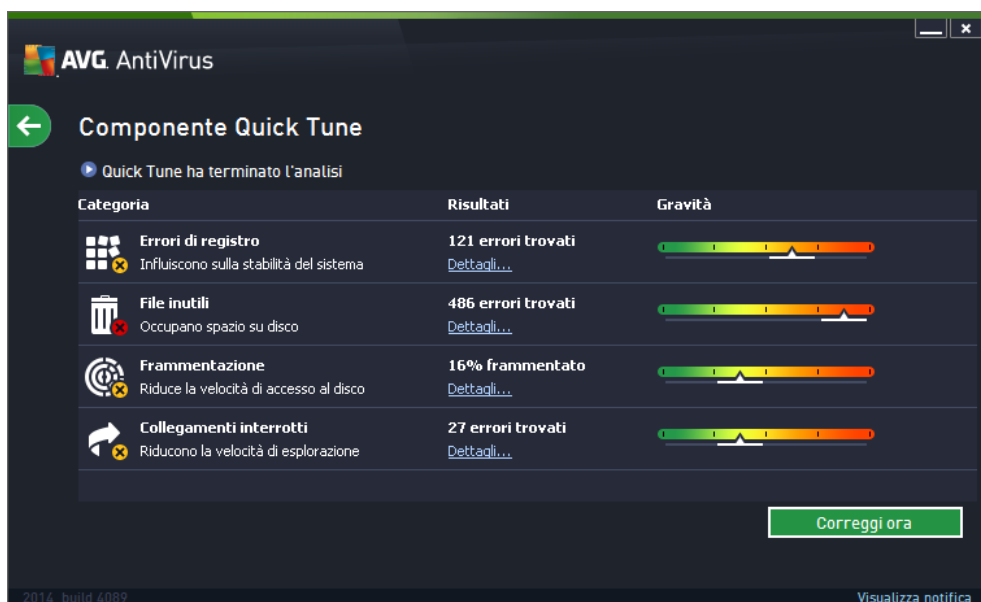 AVG. AntiVirus
Componente Quick Tune
Quick Tune ha terminato l'analisi
Categoria Risultati Gravità
Errori di registro 121 errori trovati
Influiscono sulla stabilità del sistema Dettagli...
File inutili 486 errori trovati
Occupano spazio su disco Dettagli...
Frammentazione 16% frammentato
Riduce la velocità di accesso al disco Dettagli...
Collegamenti interrotti 27 errori trovati
Riducono la velocità di esplorazione Dettagli...
Correggi ora
2014 build 4089 Visualizza notifica